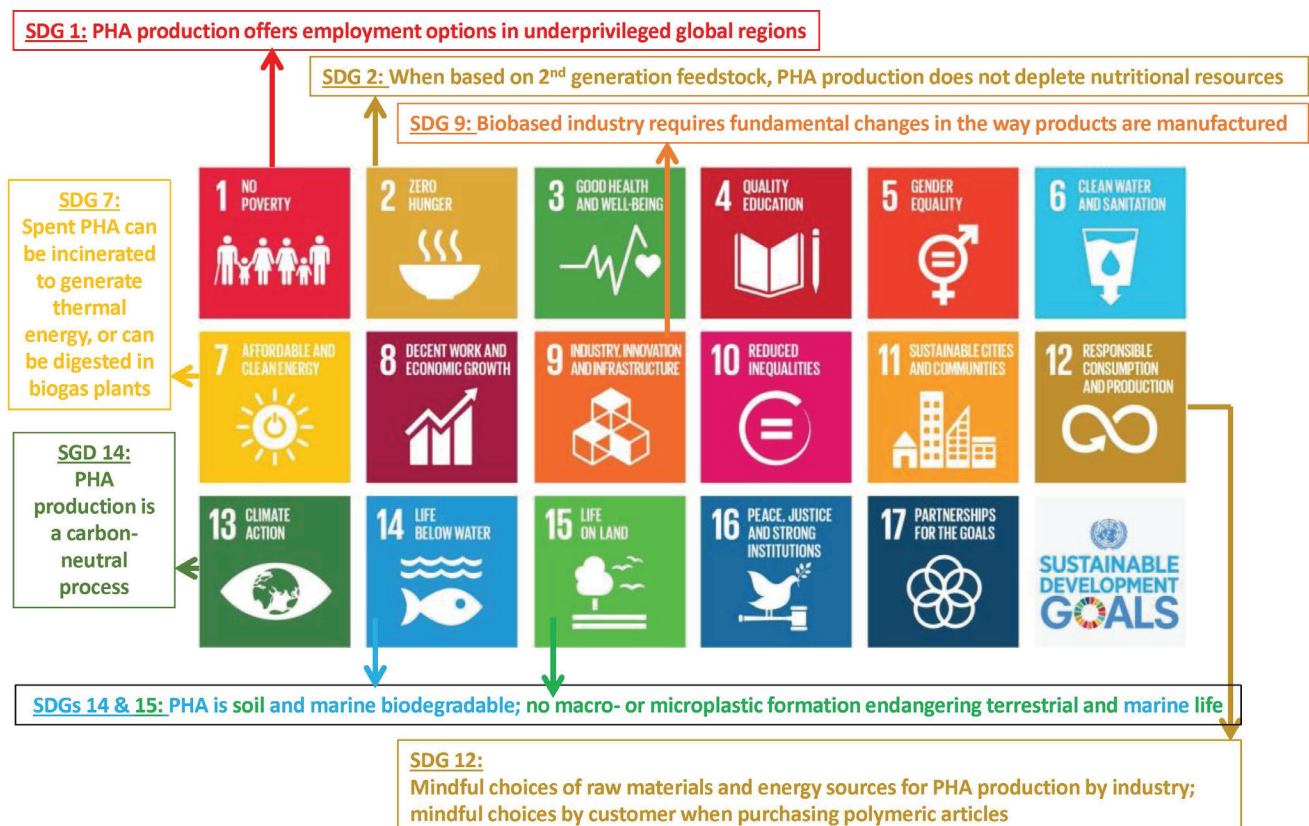 SDG 1: PHA production offers employment options in underprivileged global regions
SDG 2: When based on 2nd generation feedstock, PHA production does not deplete nutritional resources
SDG 9: Biobased industry requires fundamental changes in the way products are manufactured
SDG 7:
Spent PHA can
be incinerated
to generate
thermal
energy, or can
be digested in
biogas plants
SGD 14:
PHA
production is
a carbon-
neutral
process
1 NO
POVERTY
2 ZERO
HUNGER
3 GOOD HEALTH
AND WELL-BEING
4 QUALITY
EDUCATION
5 GENDER
EQUALITY
6 CLEAN WATER
AND SANITATION
7 AFFORDABLE AND
CLEAN ENERGY
8 DECENT WORK AND
ECONOMIC GROWTH
9 INDUSTRY, INNOVATION
AND INFRASTRUCTURE
10 REDUCED
INEQUALITIES
11 SUSTAINABLE CITIES
AND COMMUNITIES
12 RESPONSIBLE
CONSUMPTION
AND PRODUCTION
13 CLIMATE
ACTION
14 LIFE
BELOW WATER
15 LIFE
ON LAND
16 PEACE, JUSTICE
AND STRONG
INSTITUTIONS
17 PARTNERSHIPS
FOR THE GOALS
SUSTAINABLE
DEVELOPMENT
GOALS
SDGs 14 & 15: PHA is soil and marine biodegradable; no macro- or microplastic formation endangering terrestrial and marine life
SDG 12:
Mindful choices of raw materials and energy sources for PHA production by industry;
mindful choices by customer when purchasing polymeric articles